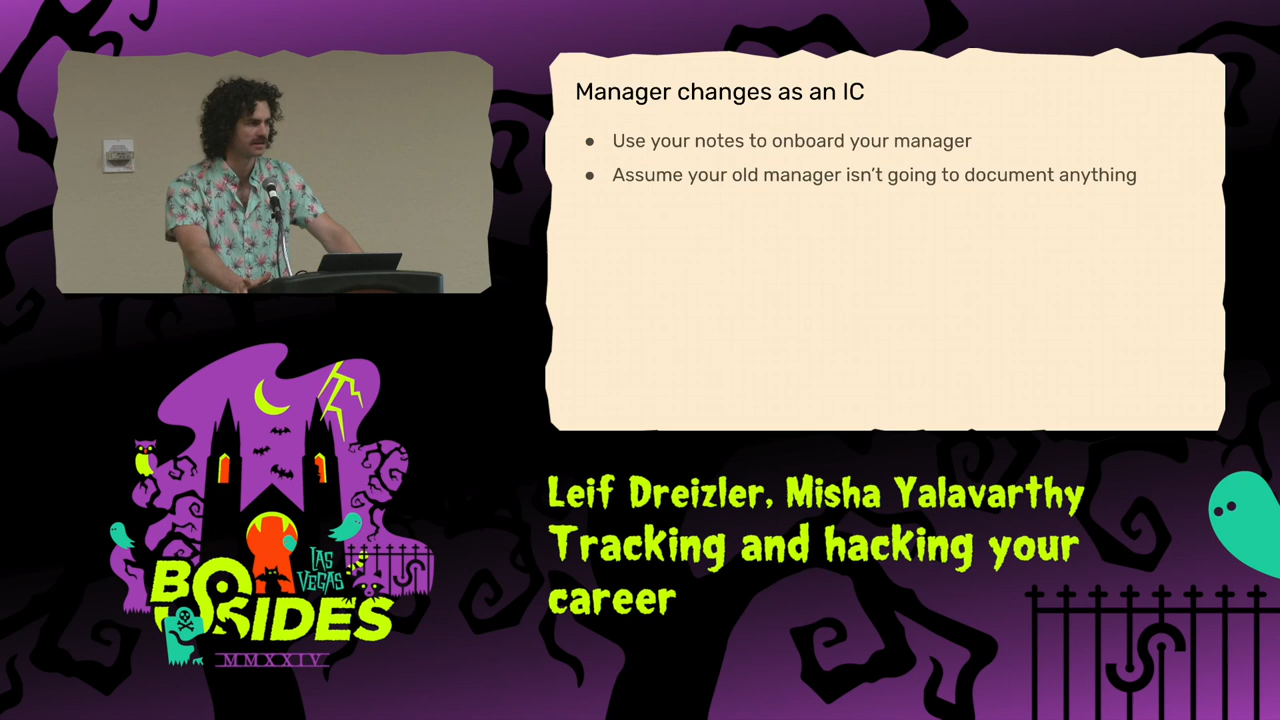 Manager changes as an IC
● Use your notes to onboard your manager
● Assume your old manager isn’t going to document anything
Leif Dreizler, Misha Yalavarthy
Tracking and hacking your
career
LAS
VEGAS
BSIDES
MMXXIV